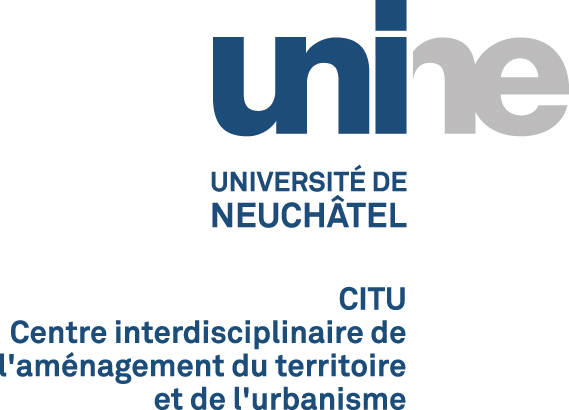 unine
UNIVERSITÉ DE
NEUCHÂTEL
CITU
Centre interdisciplinaire de
l'aménagement du territoire
et de l'urbanisme